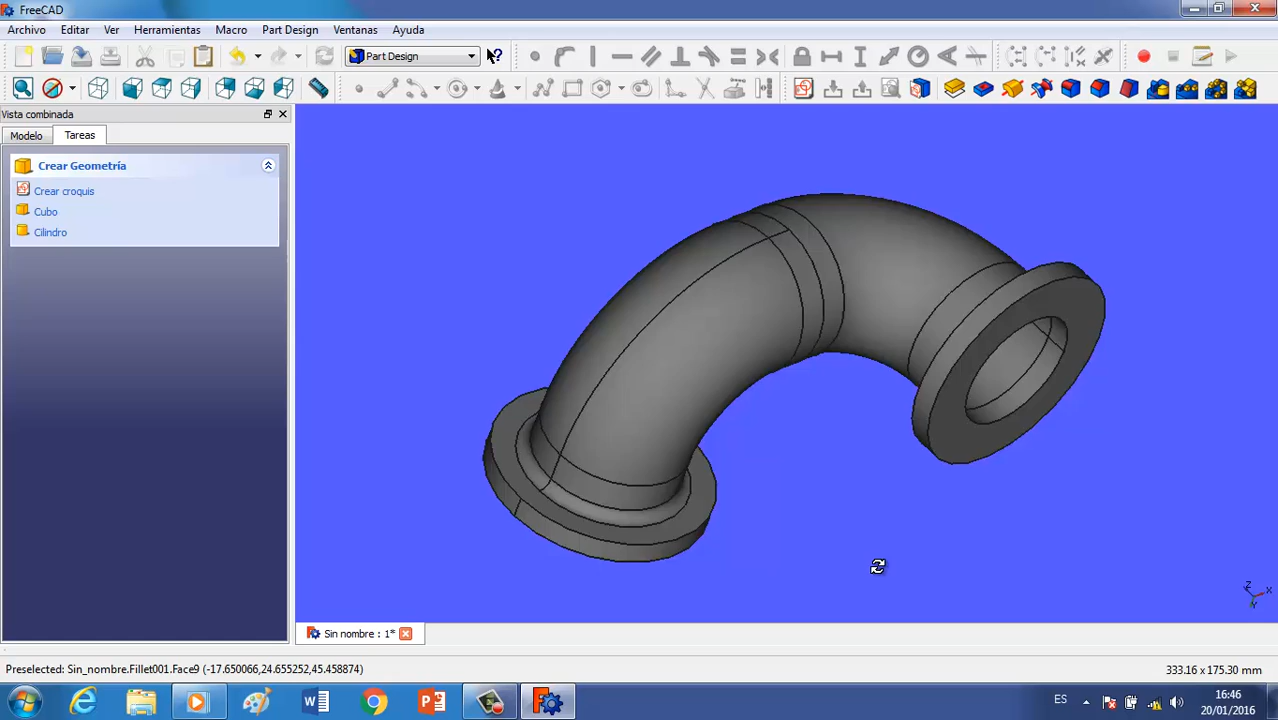 FreeCAD
Archivo Editar Ver Herramientas Macro Part Design Ventanas Ayuda
Part Design
Vista combinada
Modelo Tareas
Crear Geometría
Crear croquis
Cubo
Cilindro
Z X
Y
Sin nombre : 1*
Preselected: Sin_nombre.Fillet001.Face9 (-17.650066,24.655252,45.458874) 333.16 x 175.30 mm
ES 16:46
20/01/2016